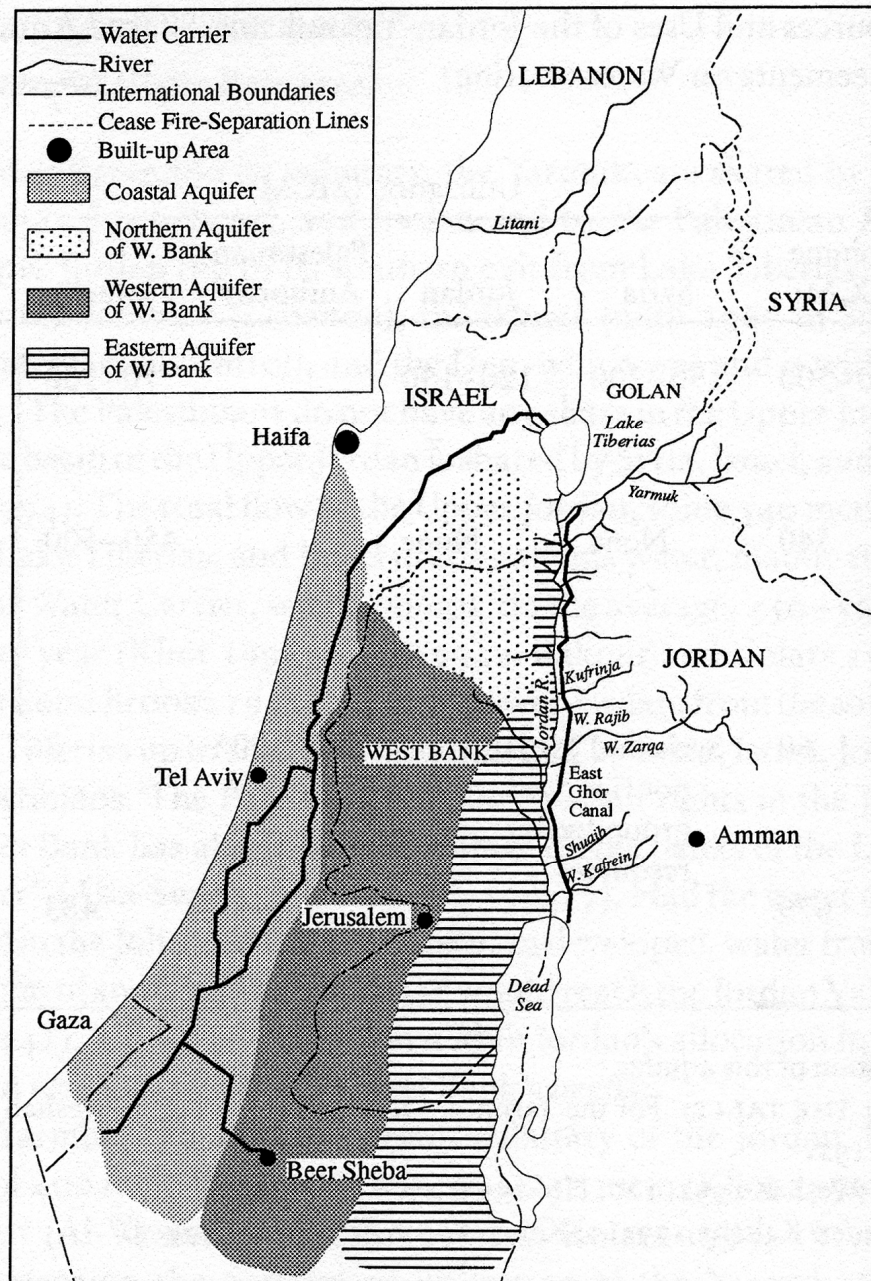 Water Carrier
River
International Boundaries
Cease Fire-Separation Lines
Built-up Area
Coastal Aquifer
Northern Aquifer
of W. Bank
Western Aquifer
of W. Bank
Eastern Aquifer
of W. Bank
LEBANON
Litani
SYRIA
ISRAEL
GOLAN
Haifa
Lake
Tiberias
Yarmuk
JORDAN
Kufrinja
Jordan R.
W. Rajib
W. Zarqa
WEST BANK
Tel Aviv
East
Ghor
Canal
Amman
Shuaib
W. Kafrein
Jerusalem
Dead
Sea
Gaza
Beer Sheba